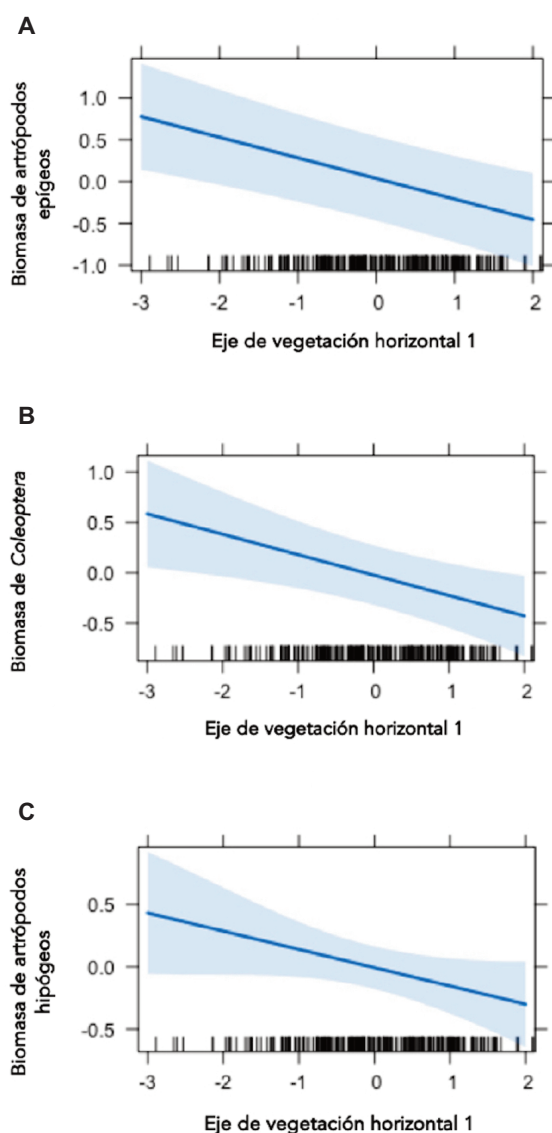 A
Biomasa de artrópodos
epígeos
1.0
0.5
0.0
-0.5
-1.0
-3 -2 -1 0 1 2
Eje de vegetación horizontal 1
B
Biomasa de Coleoptera
1.0
0.5
0.0
-0.5
-3 -2 -1 0 1 2
Eje de vegetación horizontal 1
C
Biomasa de artrópodos
hipógeos
0.5
0.0
-0.5
-3 -2 -1 0 1 2
Eje de vegetación horizontal 1